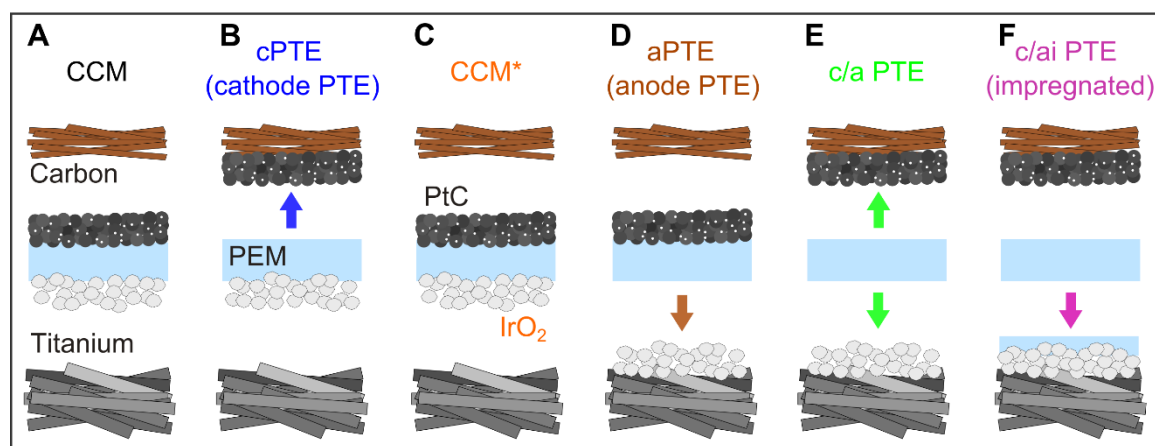 A
CCM
B
cPTE
(cathode PTE)
C
CCM*
D
aPTE
(anode PTE)
E
c/a PTE
F
c/ai PTE
(impregnated)
Carbon
PtC
PEM
IrO₂
Titanium